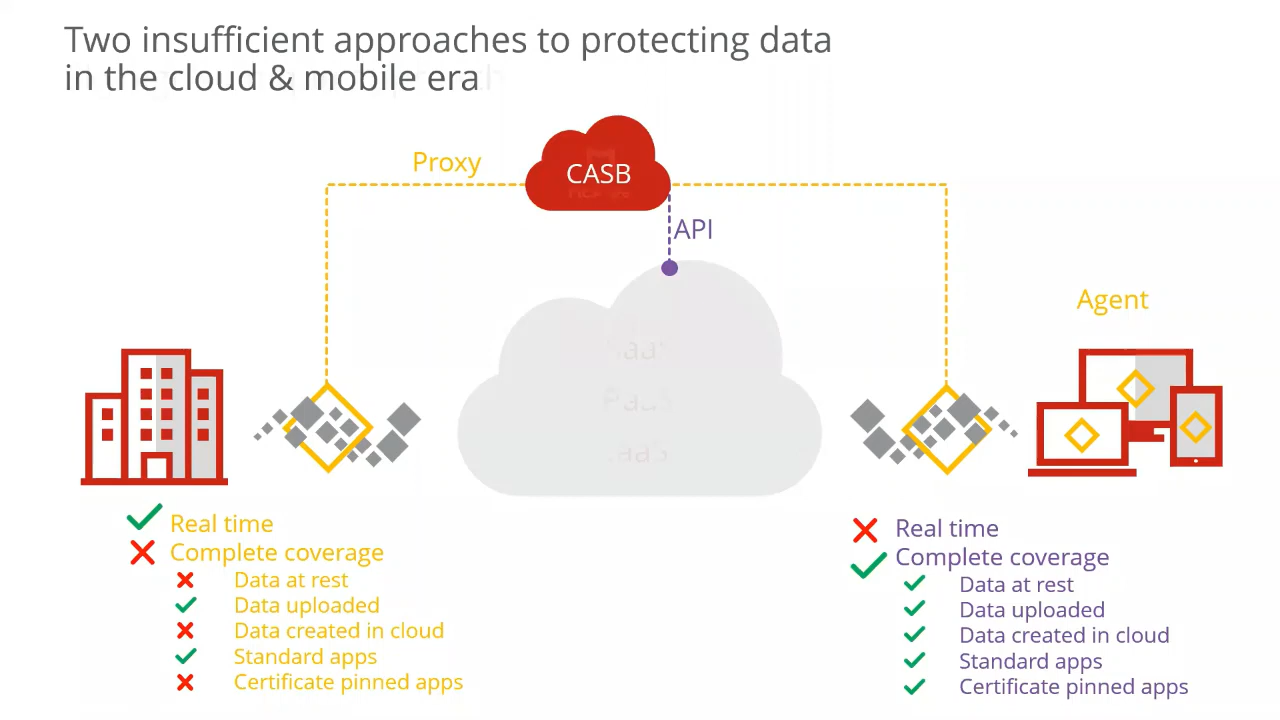 Two insufficient approaches to protecting data
in the cloud & mobile era
Proxy
CASB
API
Agent
Real time
Complete coverage
Data at rest
Data uploaded
Data created in cloud
Standard apps
Certificate pinned apps
Real time
Complete coverage
Data at rest
Data uploaded
Data created in cloud
Standard apps
Certificate pinned apps